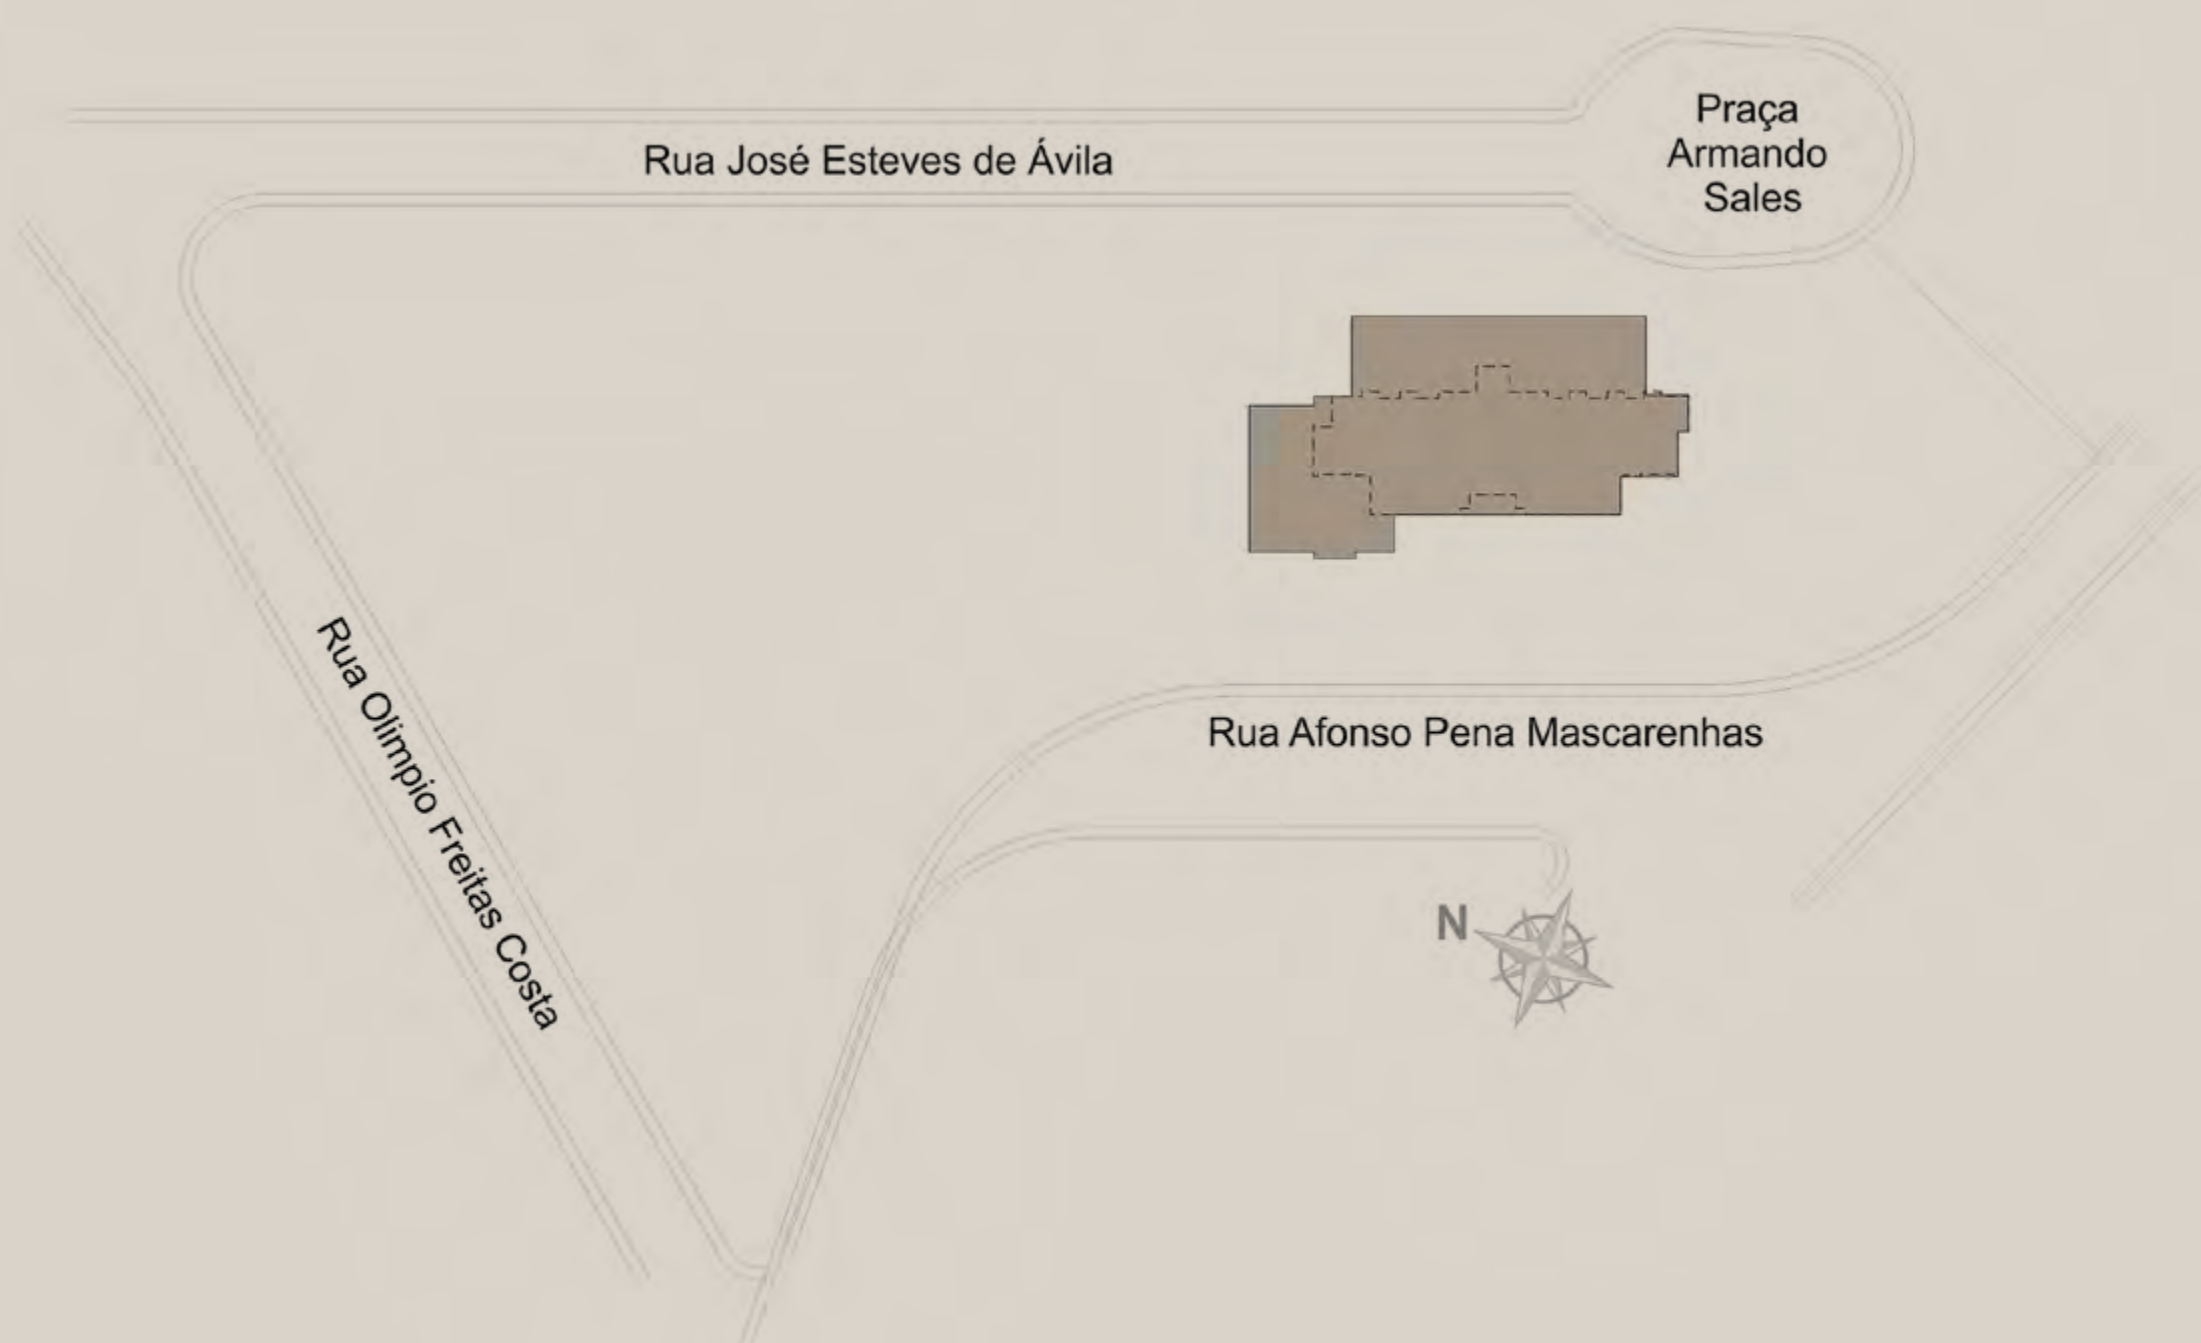 Praça
Armando
Sales
Rua José Esteves de Ávila
Rua Olimpio Freitas Costa
Rua Afonso Pena Mascarenhas
N